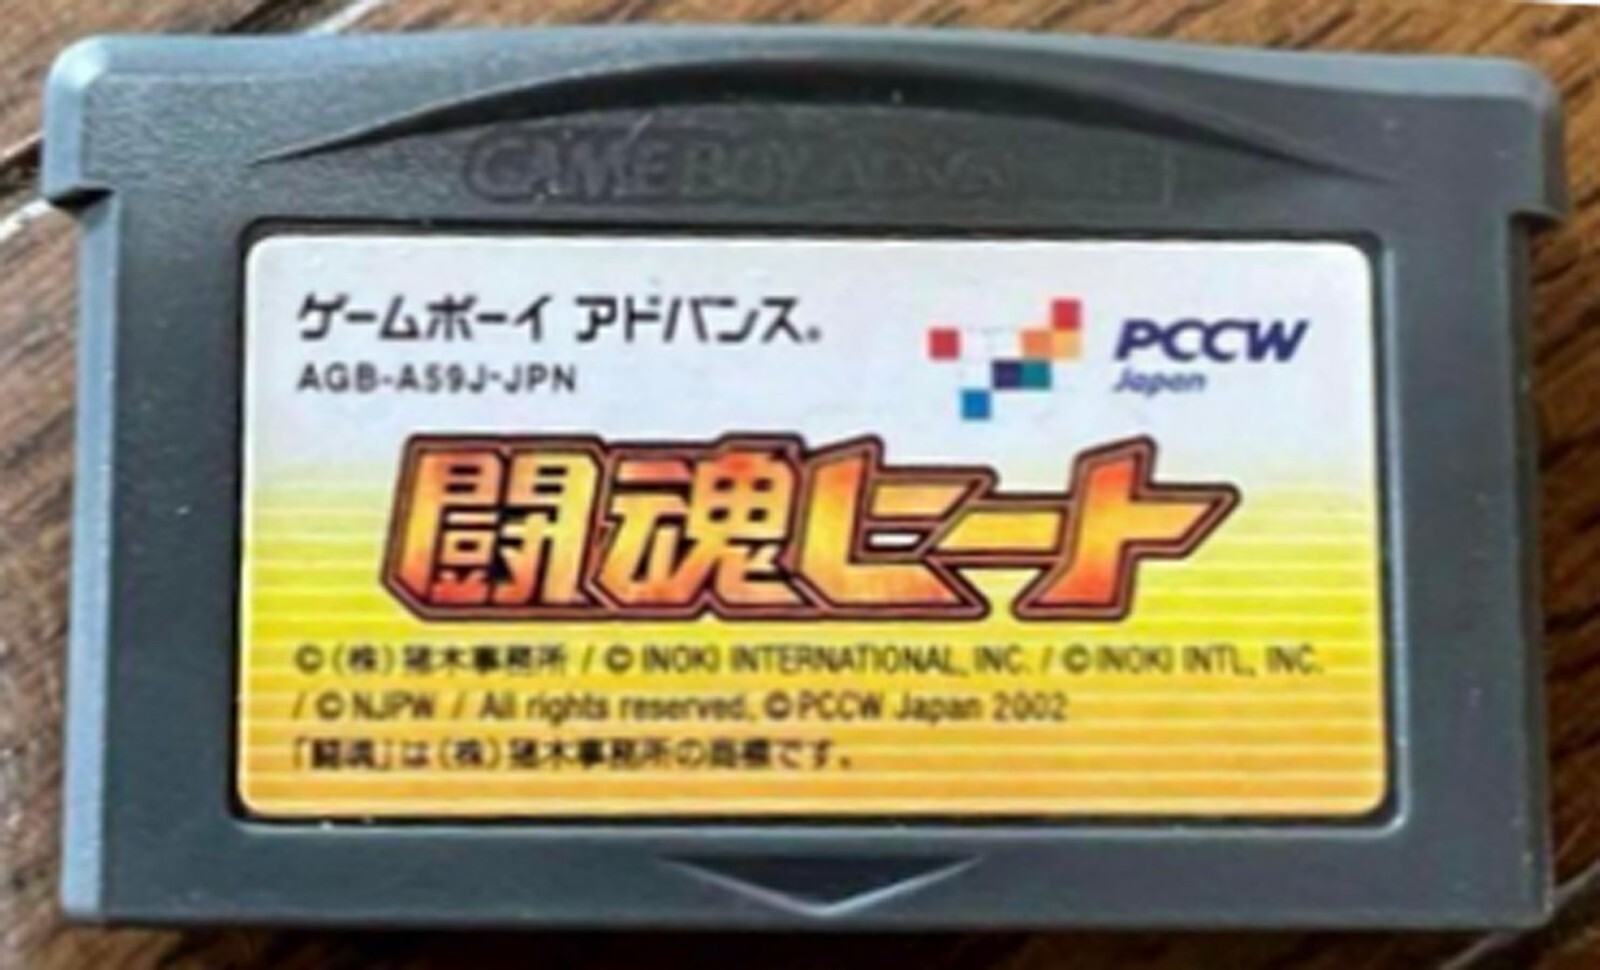 GAME BOY ADVANCE
ゲームボーイ アドバンス®
AGB-A59J-JPN
PCCW
Japan
闘魂ヒート
©(株)猪木事務所 / © INOKI INTERNATIONAL, INC. / © INOKI INTL, INC.
/ © NJPW / All rights reserved. © PCCW Japan 2002
「闘魂」は(株)猪木事務所の商標です。